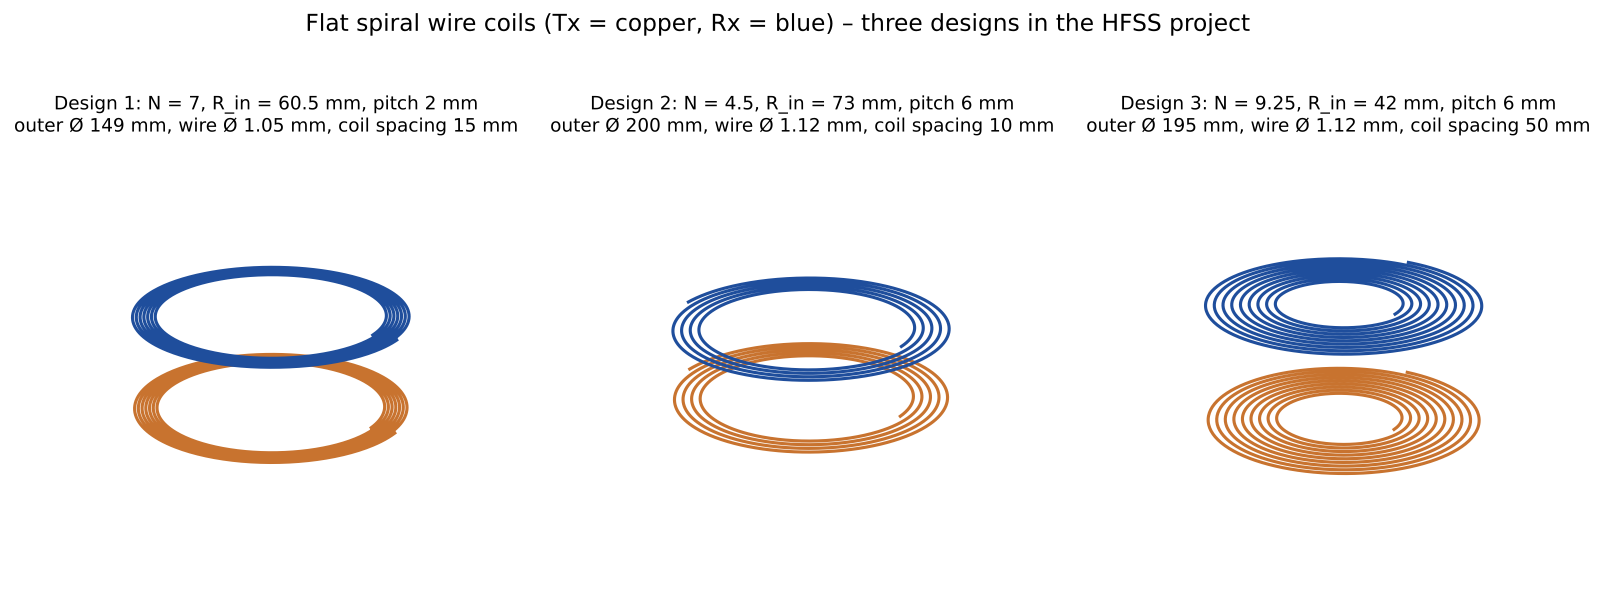 Flat spiral wire coils (Tx = copper, Rx = blue) – three designs in the HFSS project
Design 1: N = 7, R_in = 60.5 mm, pitch 2 mm
outer Ø 149 mm, wire Ø 1.05 mm, coil spacing 15 mm
Design 2: N = 4.5, R_in = 73 mm, pitch 6 mm
outer Ø 200 mm, wire Ø 1.12 mm, coil spacing 10 mm
Design 3: N = 9.25, R_in = 42 mm, pitch 6 mm
outer Ø 195 mm, wire Ø 1.12 mm, coil spacing 50 mm